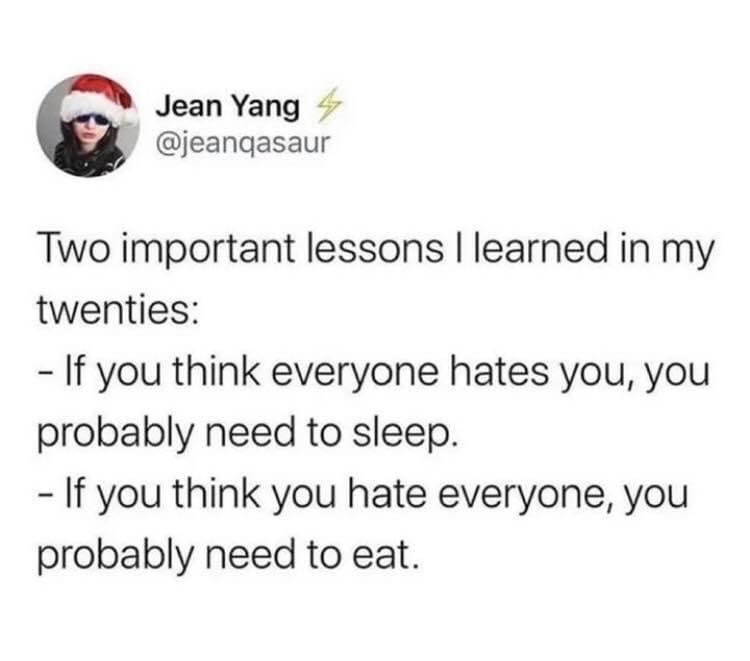 Jean Yang ⚡
@jeanqasaur
Two important lessons I learned in my
twenties:
- If you think everyone hates you, you
probably need to sleep.
- If you think you hate everyone, you
probably need to eat.